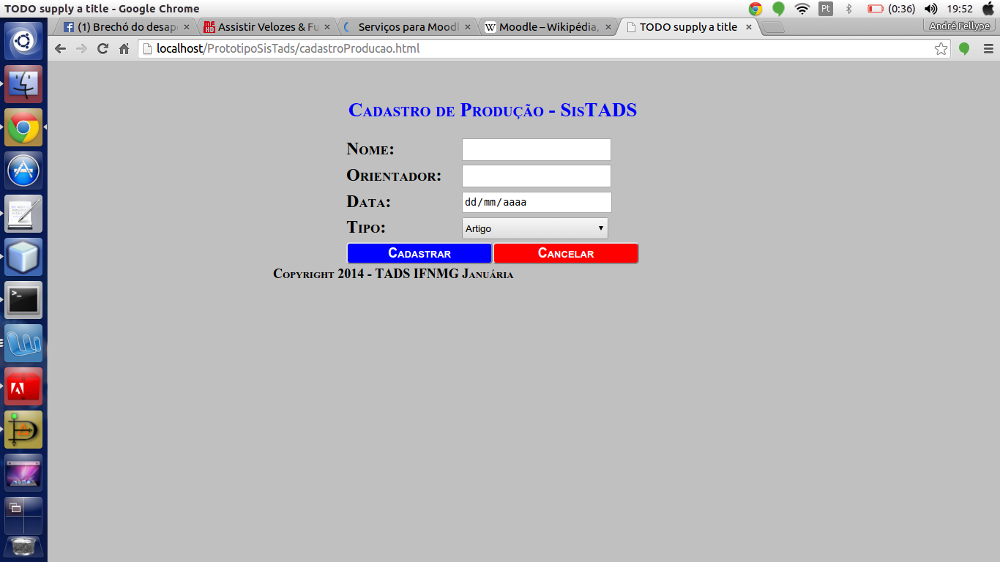 TODO supply a title - Google Chrome
Pt
(0:36)
19:52
(1) Brechó do desap
Assistir Velozes & Fu
Serviços para Moodl
Moodle – Wikipédia,
TODO supply a title
André Fellype
localhost/PrototipoSisTads/cadastroProducao.html
Cadastro de Produção - SisTADS
Nome:
Orientador:
Data:
dd/mm/aaaa
Tipo:
Artigo
Cadastrar
Cancelar
Copyright 2014 - TADS IFNMG Januária